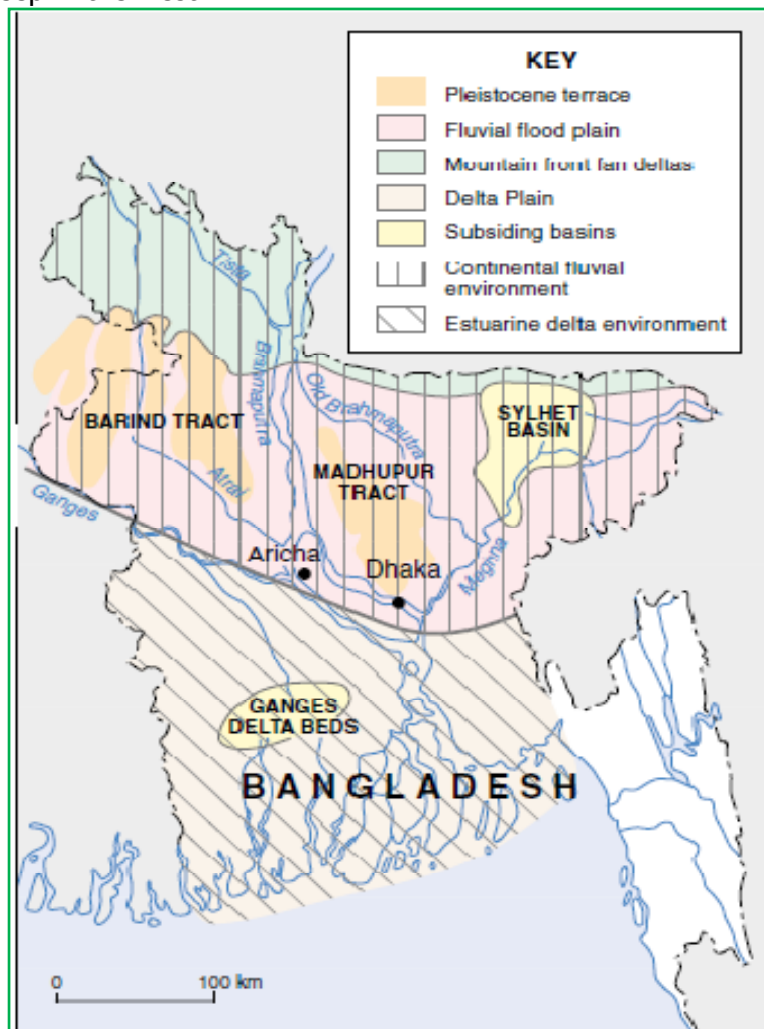 KEY
Pleistocene terrace
Fluvial flood plain
Mountain front fan deltas
Delta Plain
Subsiding basins
Continental fluvial
environment
Estuarine delta environment
Tista
Brahmaputra
Old Brahmaputra
SYLHET
BASIN
BARIND TRACT
MADHUPUR
TRACT
Atrai
Ganges
Aricha
Dhaka
Meghna
GANGES
DELTA BEDS
BANGLADESH
0 100 km